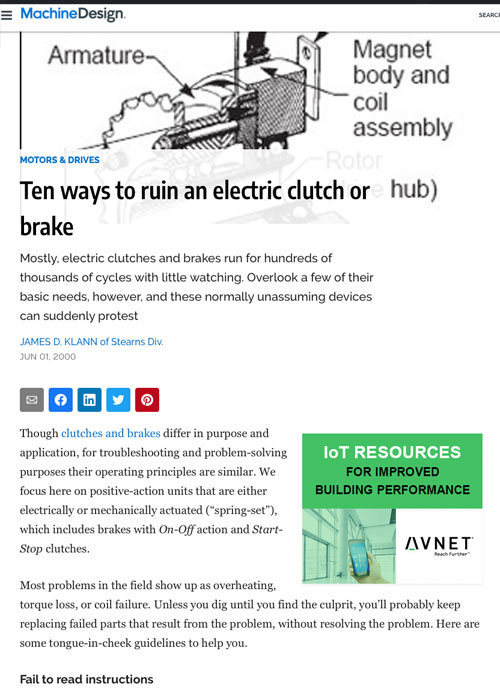 MachineDesign.
SEARC
Armature
Magnet
body and
coil
assembly
Rotor
hub)
MOTORS & DRIVES
Ten ways to ruin an electric clutch or
brake
Mostly, electric clutches and brakes run for hundreds of
thousands of cycles with little watching. Overlook a few of their
basic needs, however, and these normally unassuming devices
can suddenly protest
JAMES D. KLANN of Stearns Div.
JUN 01, 2000
Though clutches and brakes differ in purpose and
application, for troubleshooting and problem-solving
purposes their operating principles are similar. We
focus here on positive-action units that are either
electrically or mechanically actuated (“spring-set”),
which includes brakes with On-Off action and Start-
Stop clutches.
IoT RESOURCES
FOR IMPROVED
BUILDING PERFORMANCE
AVNET
Reach Further™
Most problems in the field show up as overheating,
torque loss, or coil failure. Unless you dig until you find the culprit, you’ll probably keep
replacing failed parts that result from the problem, without resolving the problem. Here are
some tongue-in-cheek guidelines to help you.
Fail to read instructions